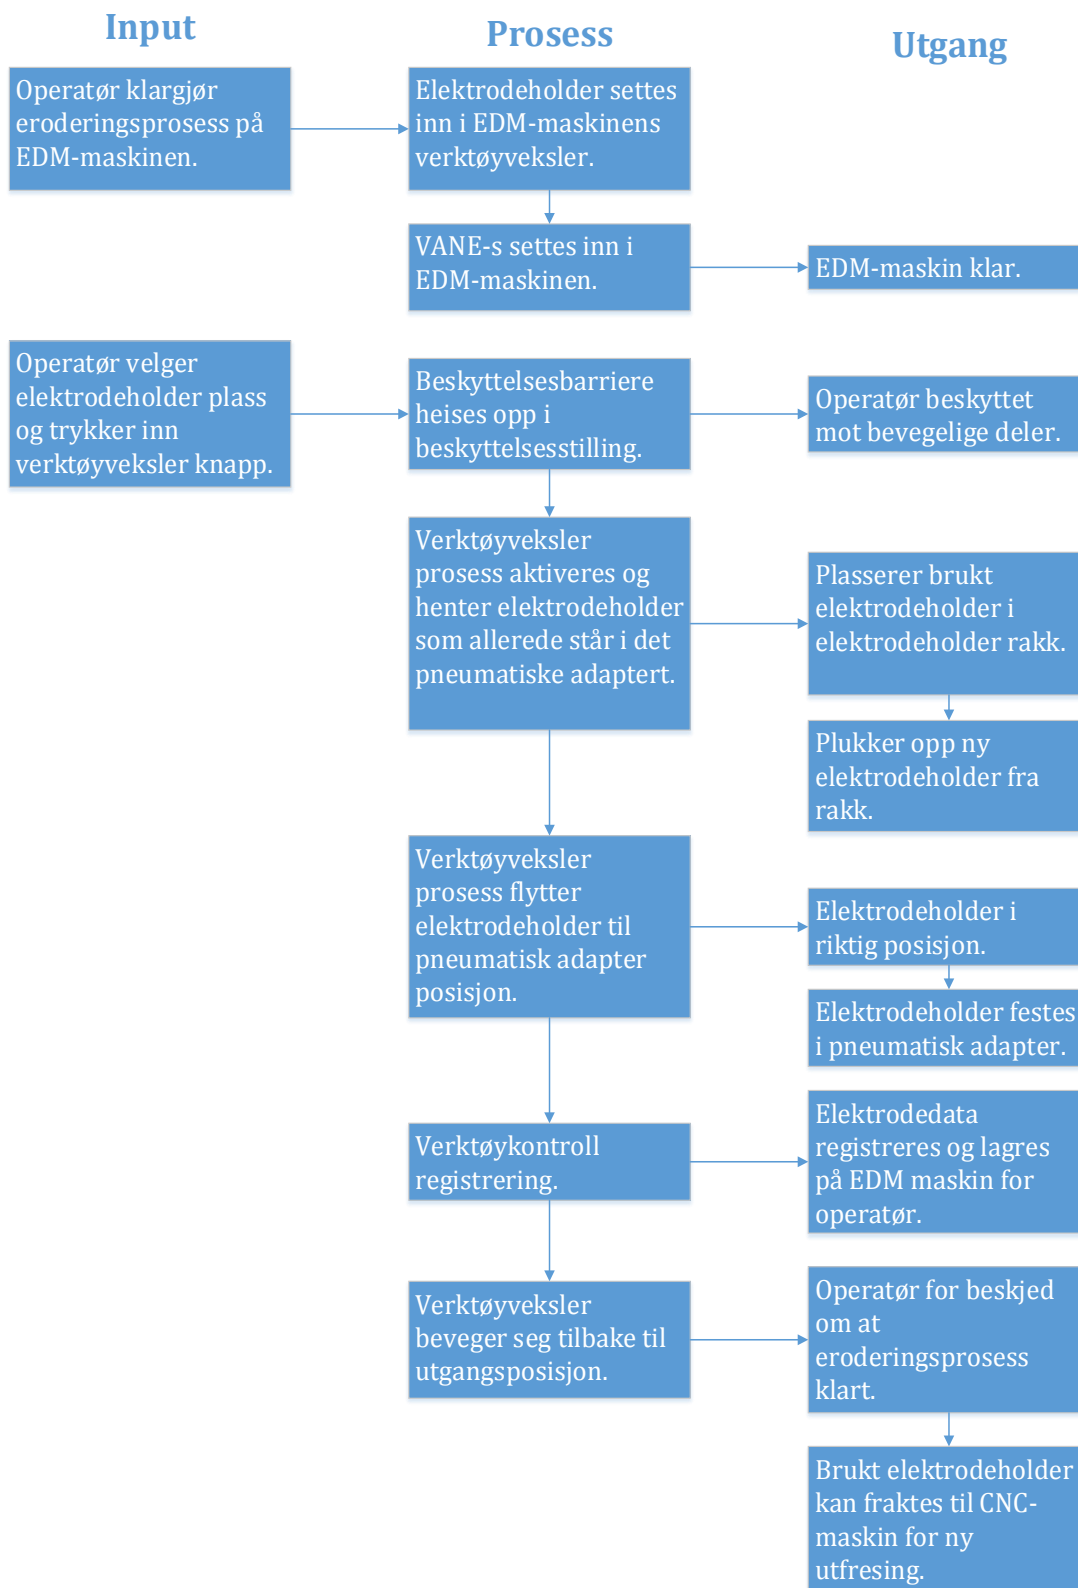 Input
Prosess
Utgang
Operatør klargjør
eroderingsprosess på
EDM-maskinen.
Elektrodeholder settes
inn i EDM-maskinens
verktøyveksler.
VANE-s settes inn i
EDM-maskinen.
EDM-maskin klar.
Operatør velger
elektrodeholder plass
og trykker inn
verktøyveksler knapp.
Beskyttelsesbarriere
heises opp i
beskyttelsesstilling.
Operatør beskyttet
mot bevegelige deler.
Verktøyveksler
prosess aktiveres og
henter elektrodeholder
som allerede står i det
pneumatiske adaptert.
Plasserer brukt
elektrodeholder i
elektrodeholder rakk.
Plukker opp ny
elektrodeholder fra
rakk.
Verktøyveksler
prosess flytter
elektrodeholder til
pneumatisk adapter
posisjon.
Elektrodeholder i
riktig posisjon.
Elektrodeholder festes
i pneumatisk adapter.
Verktøykontroll
registrering.
Elektrodedata
registreres og lagres
på EDM maskin for
operatør.
Verktøyveksler
beveger seg tilbake til
utgangsposisjon.
Operatør for beskjed
om at
eroderingsprosess
klart.
Brukt elektrodeholder
kan fraktes til CNC-
maskin for ny
utfresing.